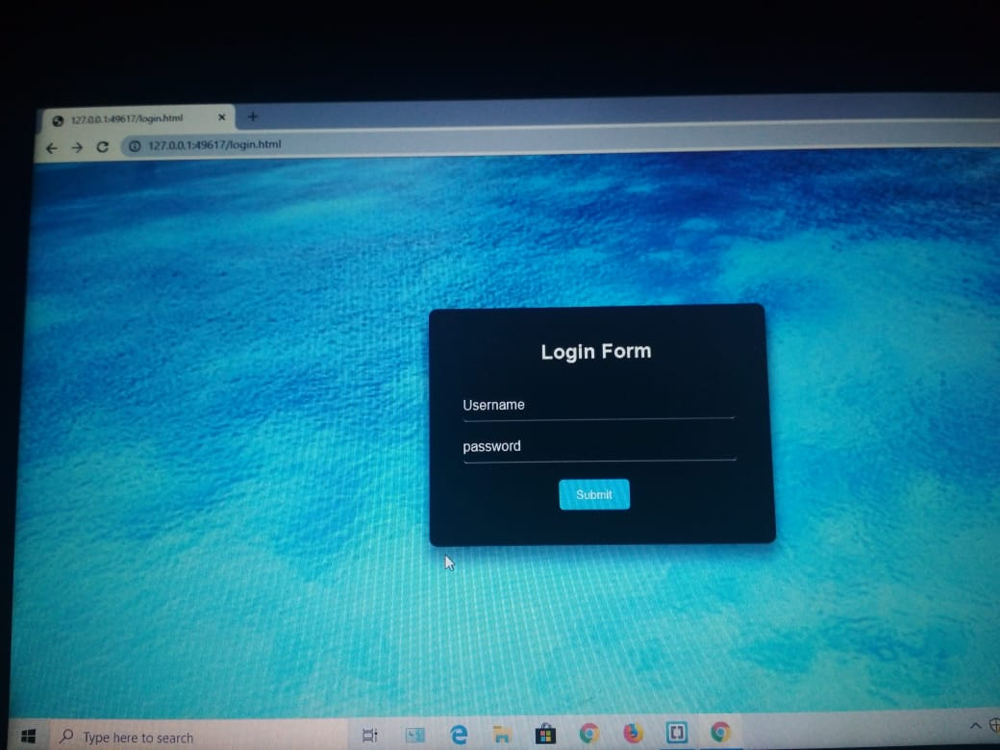 127.0.0.1:49617/login.html
127.0.0.1:49617/login.html
Login Form
Username
password
Submit
Type here to search